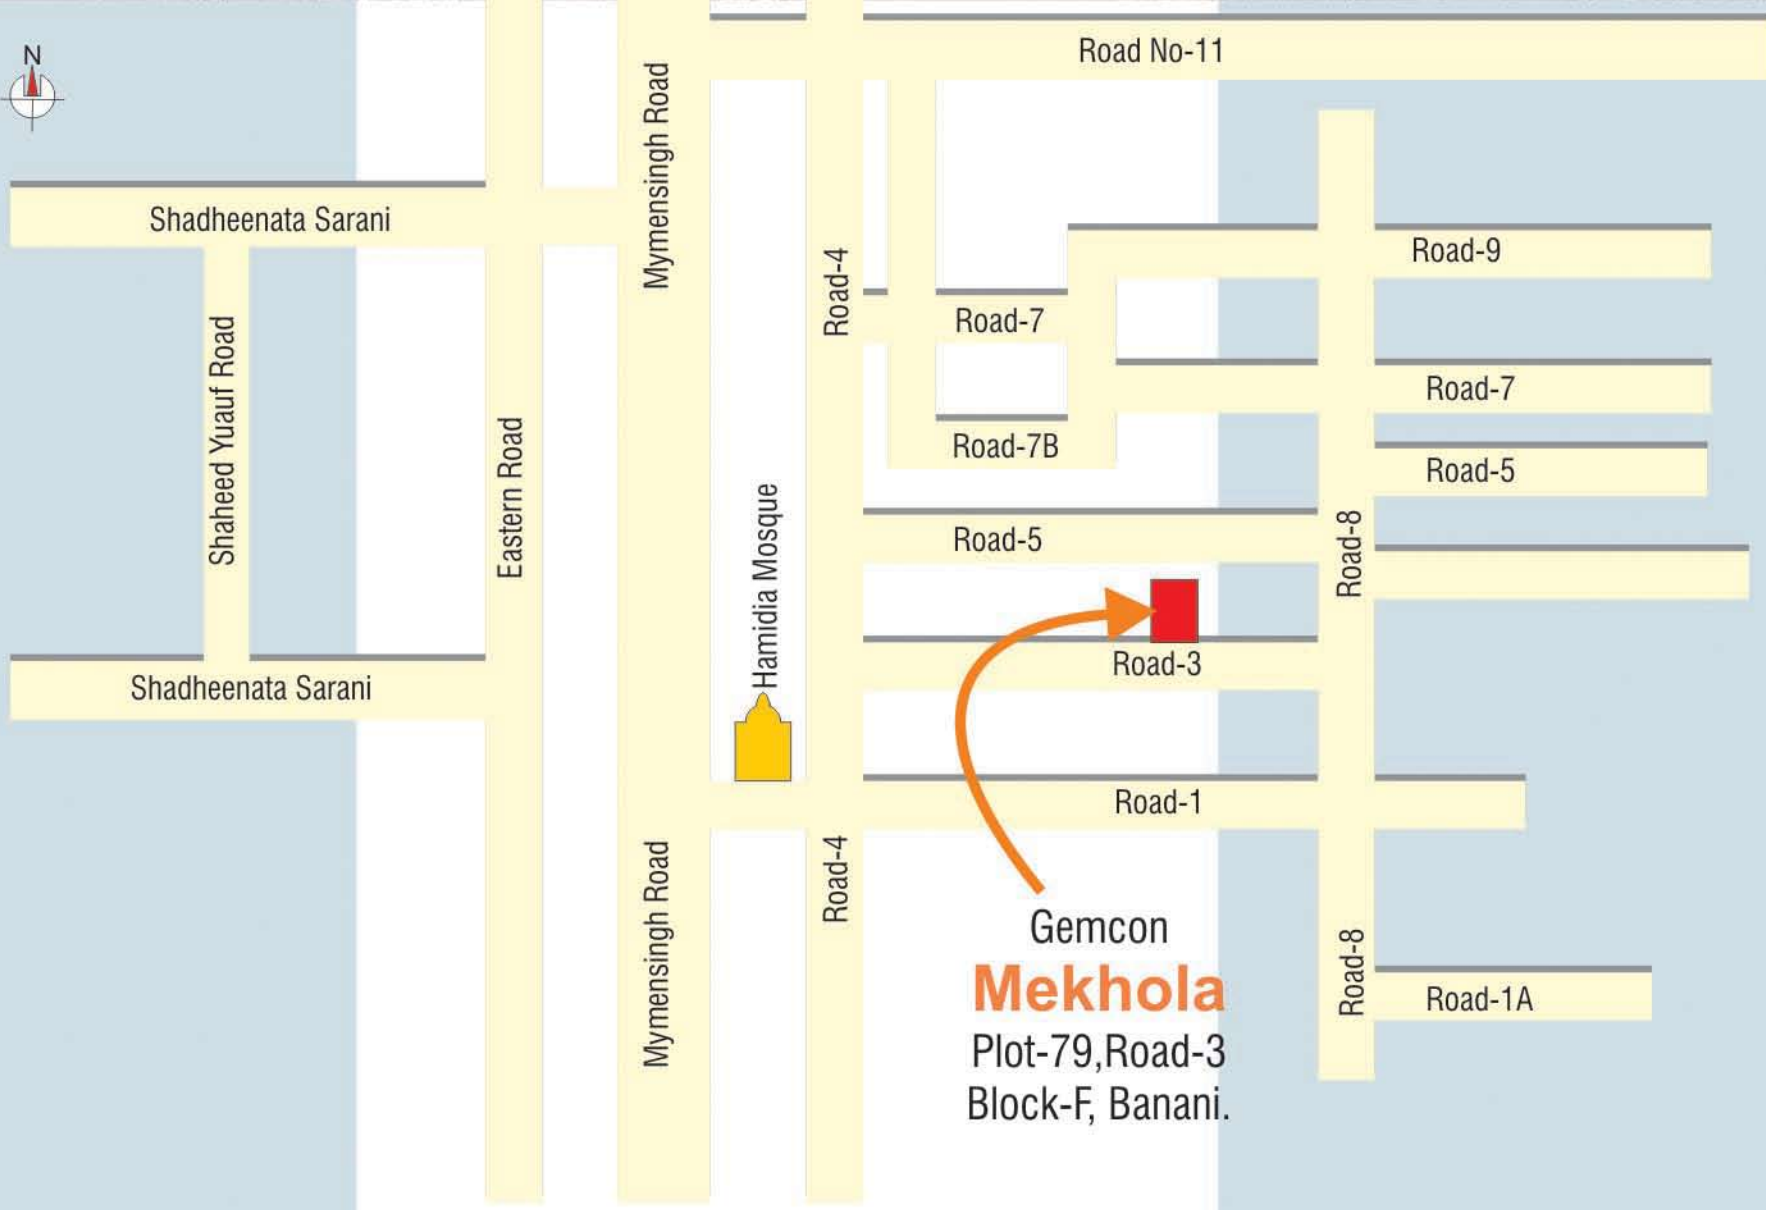 N
Road No-11
Mymensingh Road
Shadheenata Sarani
Road-9
Road-4
Road-7
Shaheed Yuauf Road
Road-7
Eastern Road
Road-7B
Road-5
Hamidia Mosque
Road-5
Road-8
Road-3
Shadheenata Sarani
Road-1
Mymensingh Road
Road-4
Gemcon
Mekhola
Plot-79,Road-3
Block-F, Banani.
Road-8
Road-1A